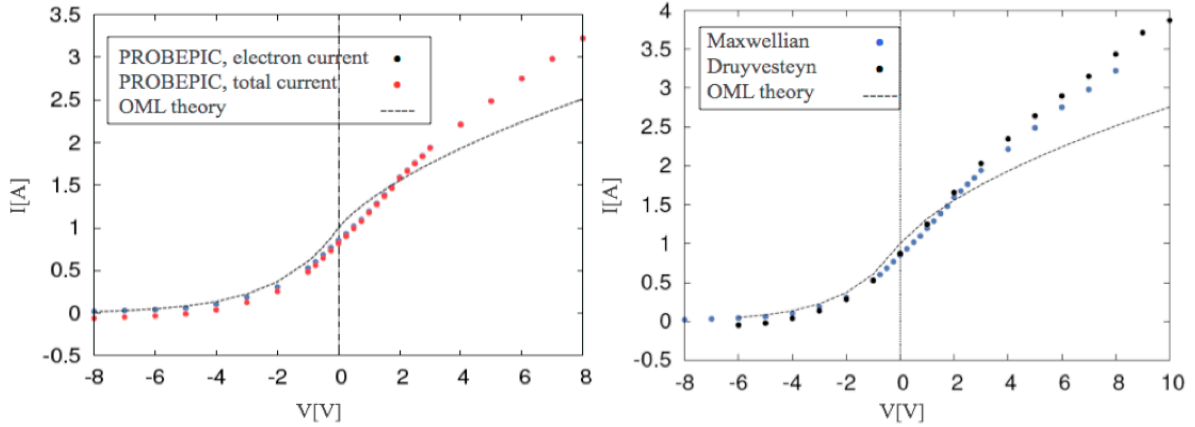 3.5
3
2.5
2
1.5
1
0.5
0
-0.5
-8 -6 -4 -2 0 2 4 6 8
I[A]
V[V]
PROBEPIC, electron current
PROBEPIC, total current
OML theory
4
3.5
3
2.5
2
1.5
1
0.5
0
-0.5
-8 -6 -4 -2 0 2 4 6 8 10
I[A]
V[V]
Maxwellian
Druyvesteyn
OML theory